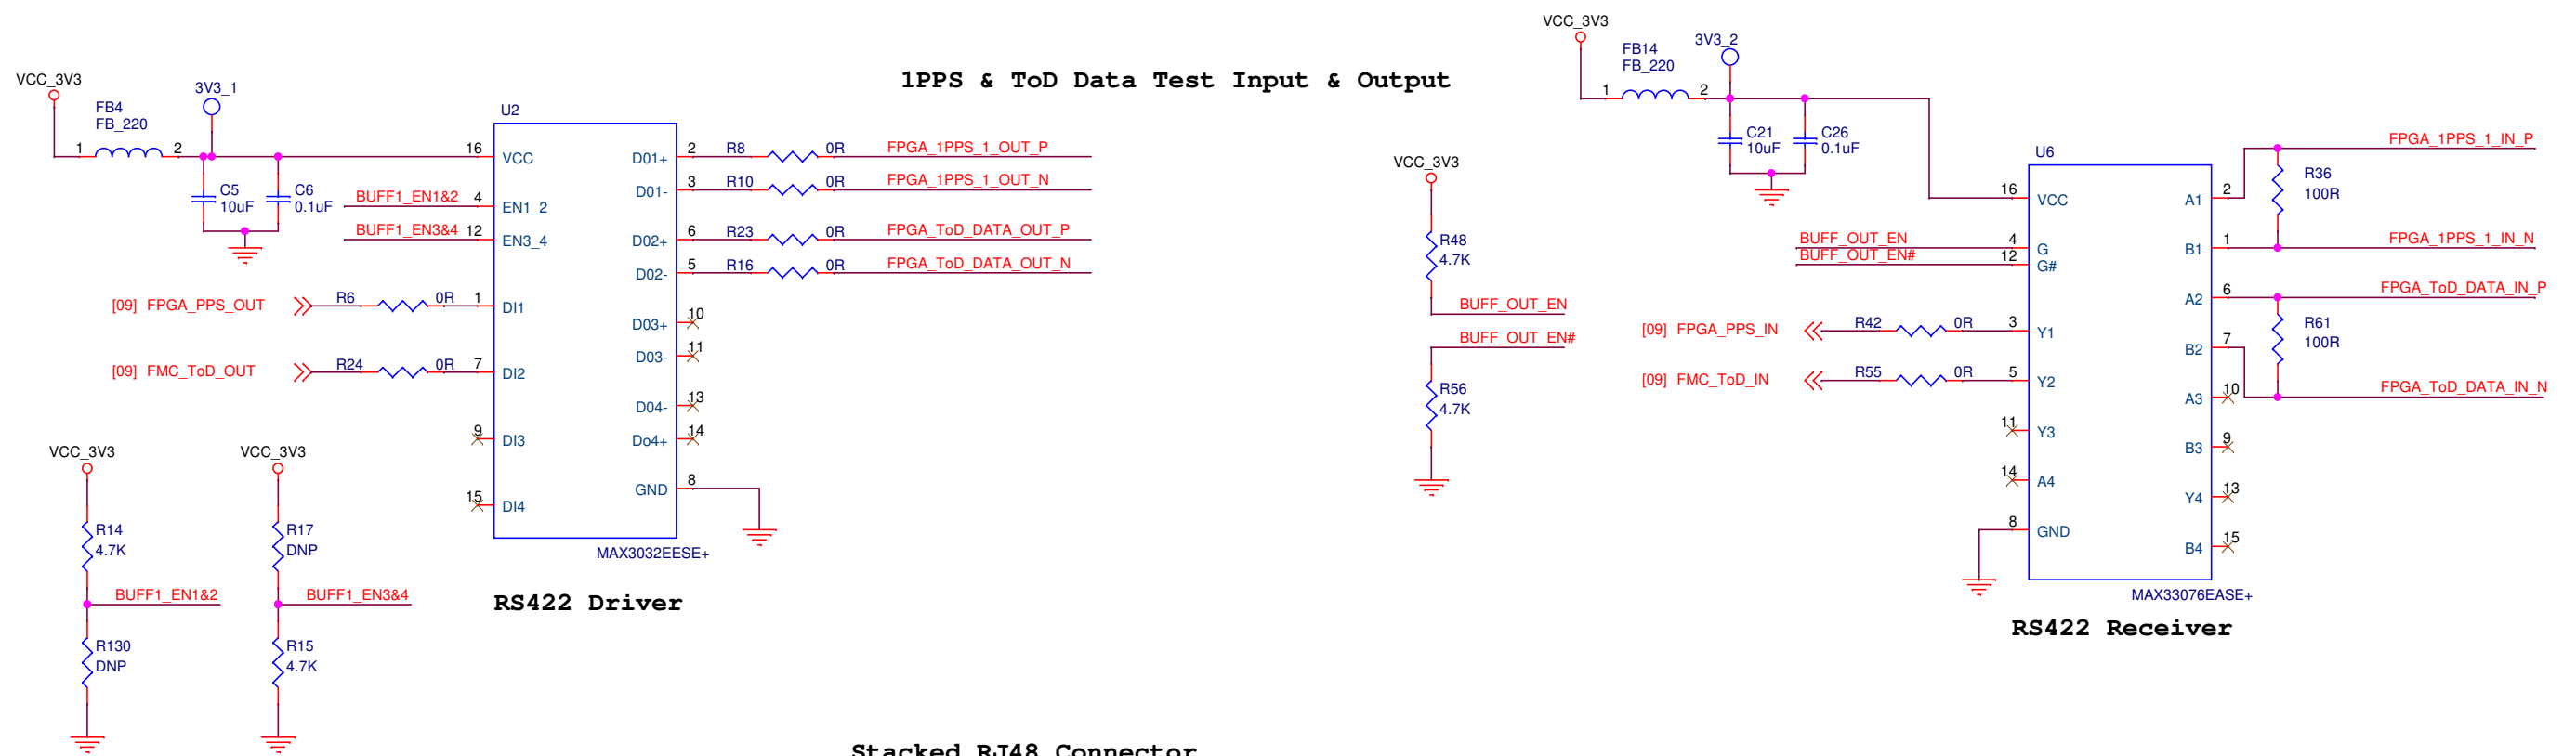 1PPS & ToD Data Test Input & Output
VCC_3V3
FB4
FB_220
1
2
3V3_1
C5
10uF
C6
0.1uF
U2
16 VCC
BUFF1_EN1&2 4 EN1_2
BUFF1_EN3&4 12 EN3_4
[09] FPGA_PPS_OUT R6 0R 1 DI1
[09] FMC_ToD_OUT R24 0R 7 DI2
9 DI3
15 DI4
D01+ 2 R8 0R FPGA_1PPS_1_OUT_P
D01- 3 R10 0R FPGA_1PPS_1_OUT_N
D02+ 6 R23 0R FPGA_ToD_DATA_OUT_P
D02- 5 R16 0R FPGA_ToD_DATA_OUT_N
D03+ 10
D03- 11
D04- 13
Do4+ 14
GND 8
MAX3032EESE+
RS422 Driver
VCC_3V3
R14
4.7K
BUFF1_EN1&2
R130
DNP
VCC_3V3
R17
DNP
BUFF1_EN3&4
R15
4.7K
VCC_3V3
R48
4.7K
BUFF_OUT_EN
BUFF_OUT_EN#
R56
4.7K
VCC_3V3
FB14
FB_220
1
2
3V3_2
C21
10uF
C26
0.1uF
U6
16 VCC
BUFF_OUT_EN 4 G
BUFF_OUT_EN# 12 G#
[09] FPGA_PPS_IN R42 0R 3 Y1
[09] FMC_ToD_IN R55 0R 5 Y2
11 Y3
14 A4
8 GND
A1 2 FPGA_1PPS_1_IN_P
R36
100R
B1 1 FPGA_1PPS_1_IN_N
A2 6 FPGA_ToD_DATA_IN_P
R61
100R
B2 7
A3 10 FPGA_ToD_DATA_IN_N
B3 9
Y4 13
B4 15
MAX33076EASE+
RS422 Receiver
Stacked RJ48 Connector